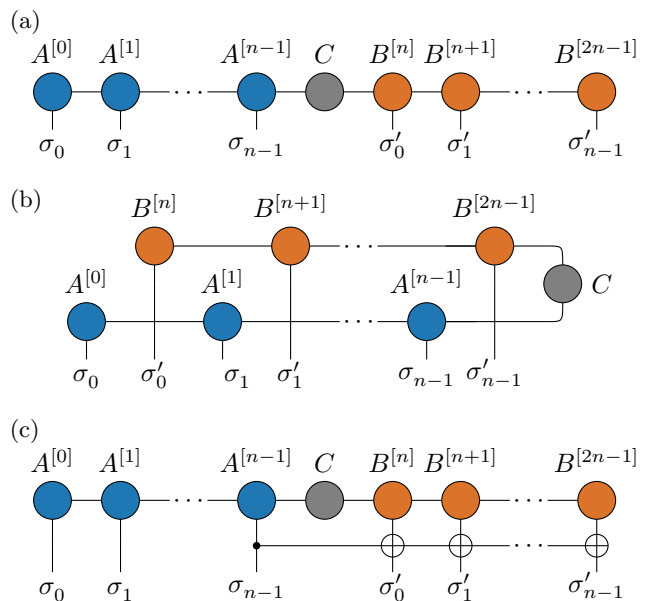 (a)
A^{[0]} A^{[1]} A^{[n−1]} C B^{[n]} B^{[n+1]} B^{[2n−1]}
· · · · · ·
σ_0 σ_1 σ_{n−1} σ′_0 σ′_1 σ′_{n−1}
(b)
B^{[n]} B^{[n+1]} B^{[2n−1]}
· · ·
A^{[0]} A^{[1]} A^{[n−1]} C
· · ·
σ_0 σ′_0 σ_1 σ′_1 σ_{n−1} σ′_{n−1}
(c)
A^{[0]} A^{[1]} A^{[n−1]} C B^{[n]} B^{[n+1]} B^{[2n−1]}
· · · · · ·
· · ·
σ_0 σ_1 σ_{n−1} σ′_0 σ′_1 σ′_{n−1}